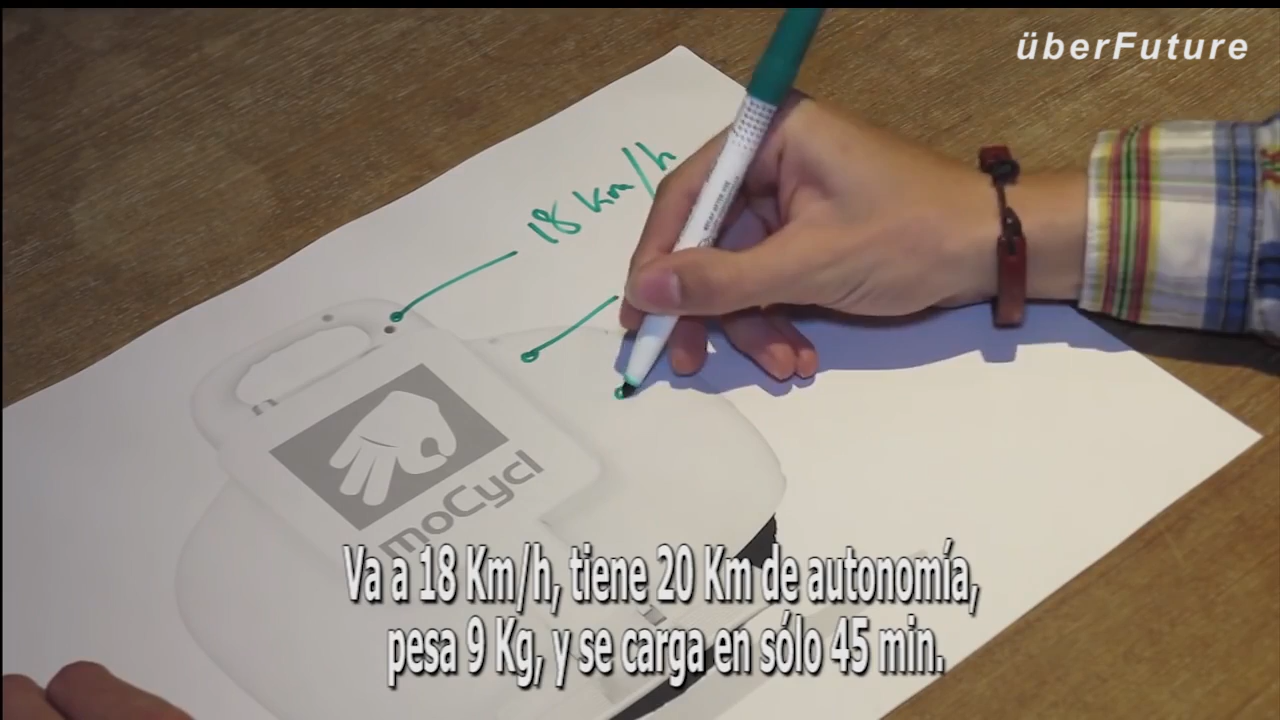 überFuture
18 km/h
moCycl
Va a 18 Km/h, tiene 20 Km de autonomía,
pesa 9 Kg, y se carga en sólo 45 min.